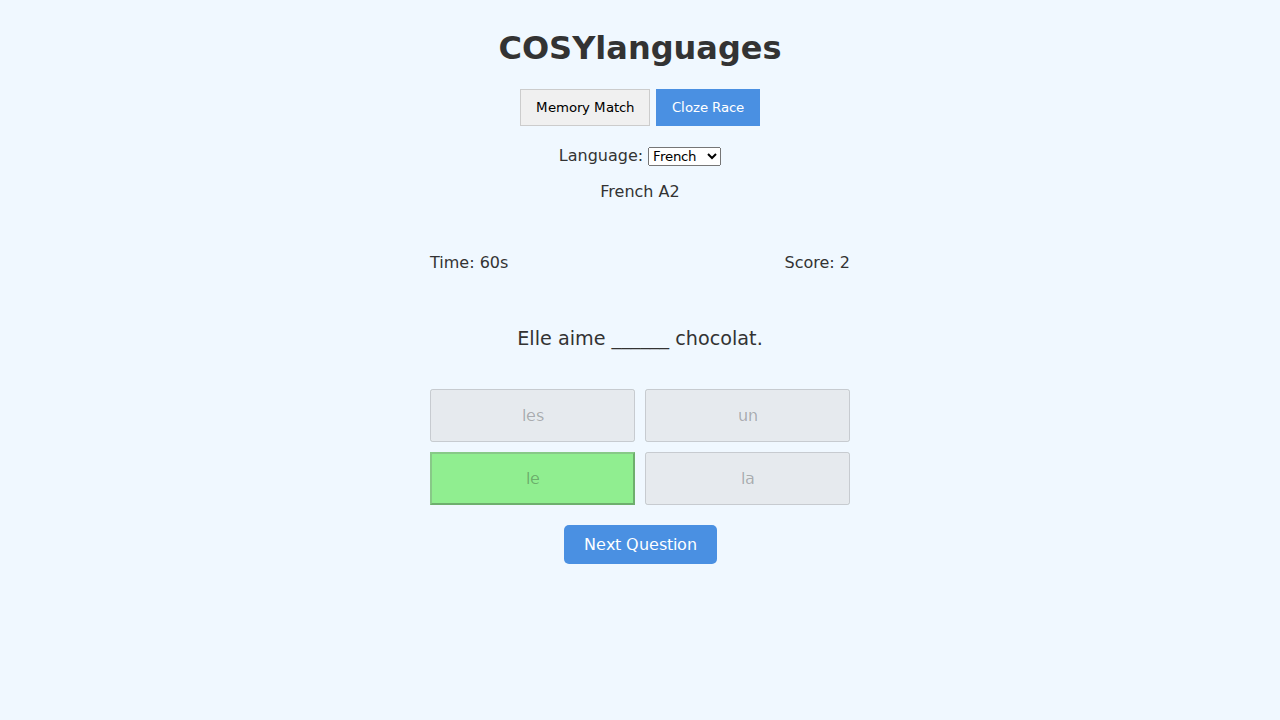 COSYlanguages
Memory Match Cloze Race
Language: French
French A2
Time: 60s Score: 2
Elle aime ______ chocolat.
les un
le la
Next Question